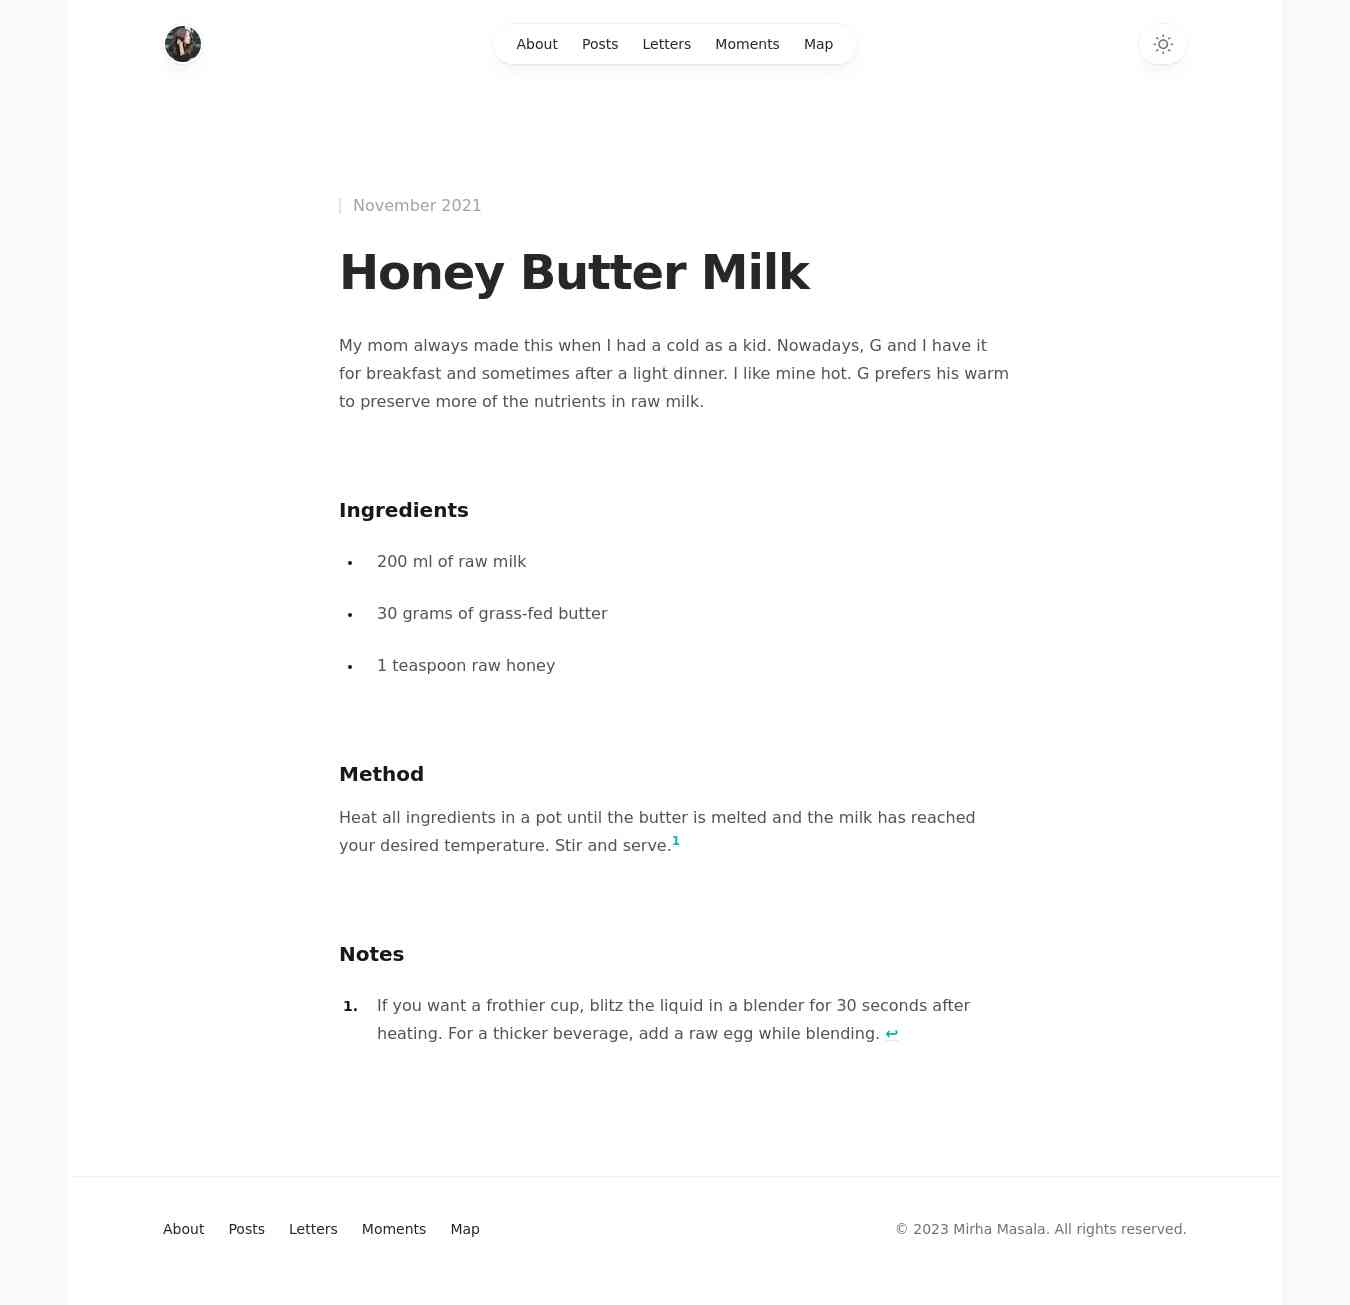 About Posts Letters Moments Map
November 2021
Honey Butter Milk
My mom always made this when I had a cold as a kid. Nowadays, G and I have it
for breakfast and sometimes after a light dinner. I like mine hot. G prefers his warm
to preserve more of the nutrients in raw milk.
Ingredients
• 200 ml of raw milk
• 30 grams of grass-fed butter
• 1 teaspoon raw honey
Method
Heat all ingredients in a pot until the butter is melted and the milk has reached
your desired temperature. Stir and serve.1
Notes
1. If you want a frothier cup, blitz the liquid in a blender for 30 seconds after
heating. For a thicker beverage, add a raw egg while blending. ↩
About Posts Letters Moments Map
© 2023 Mirha Masala. All rights reserved.